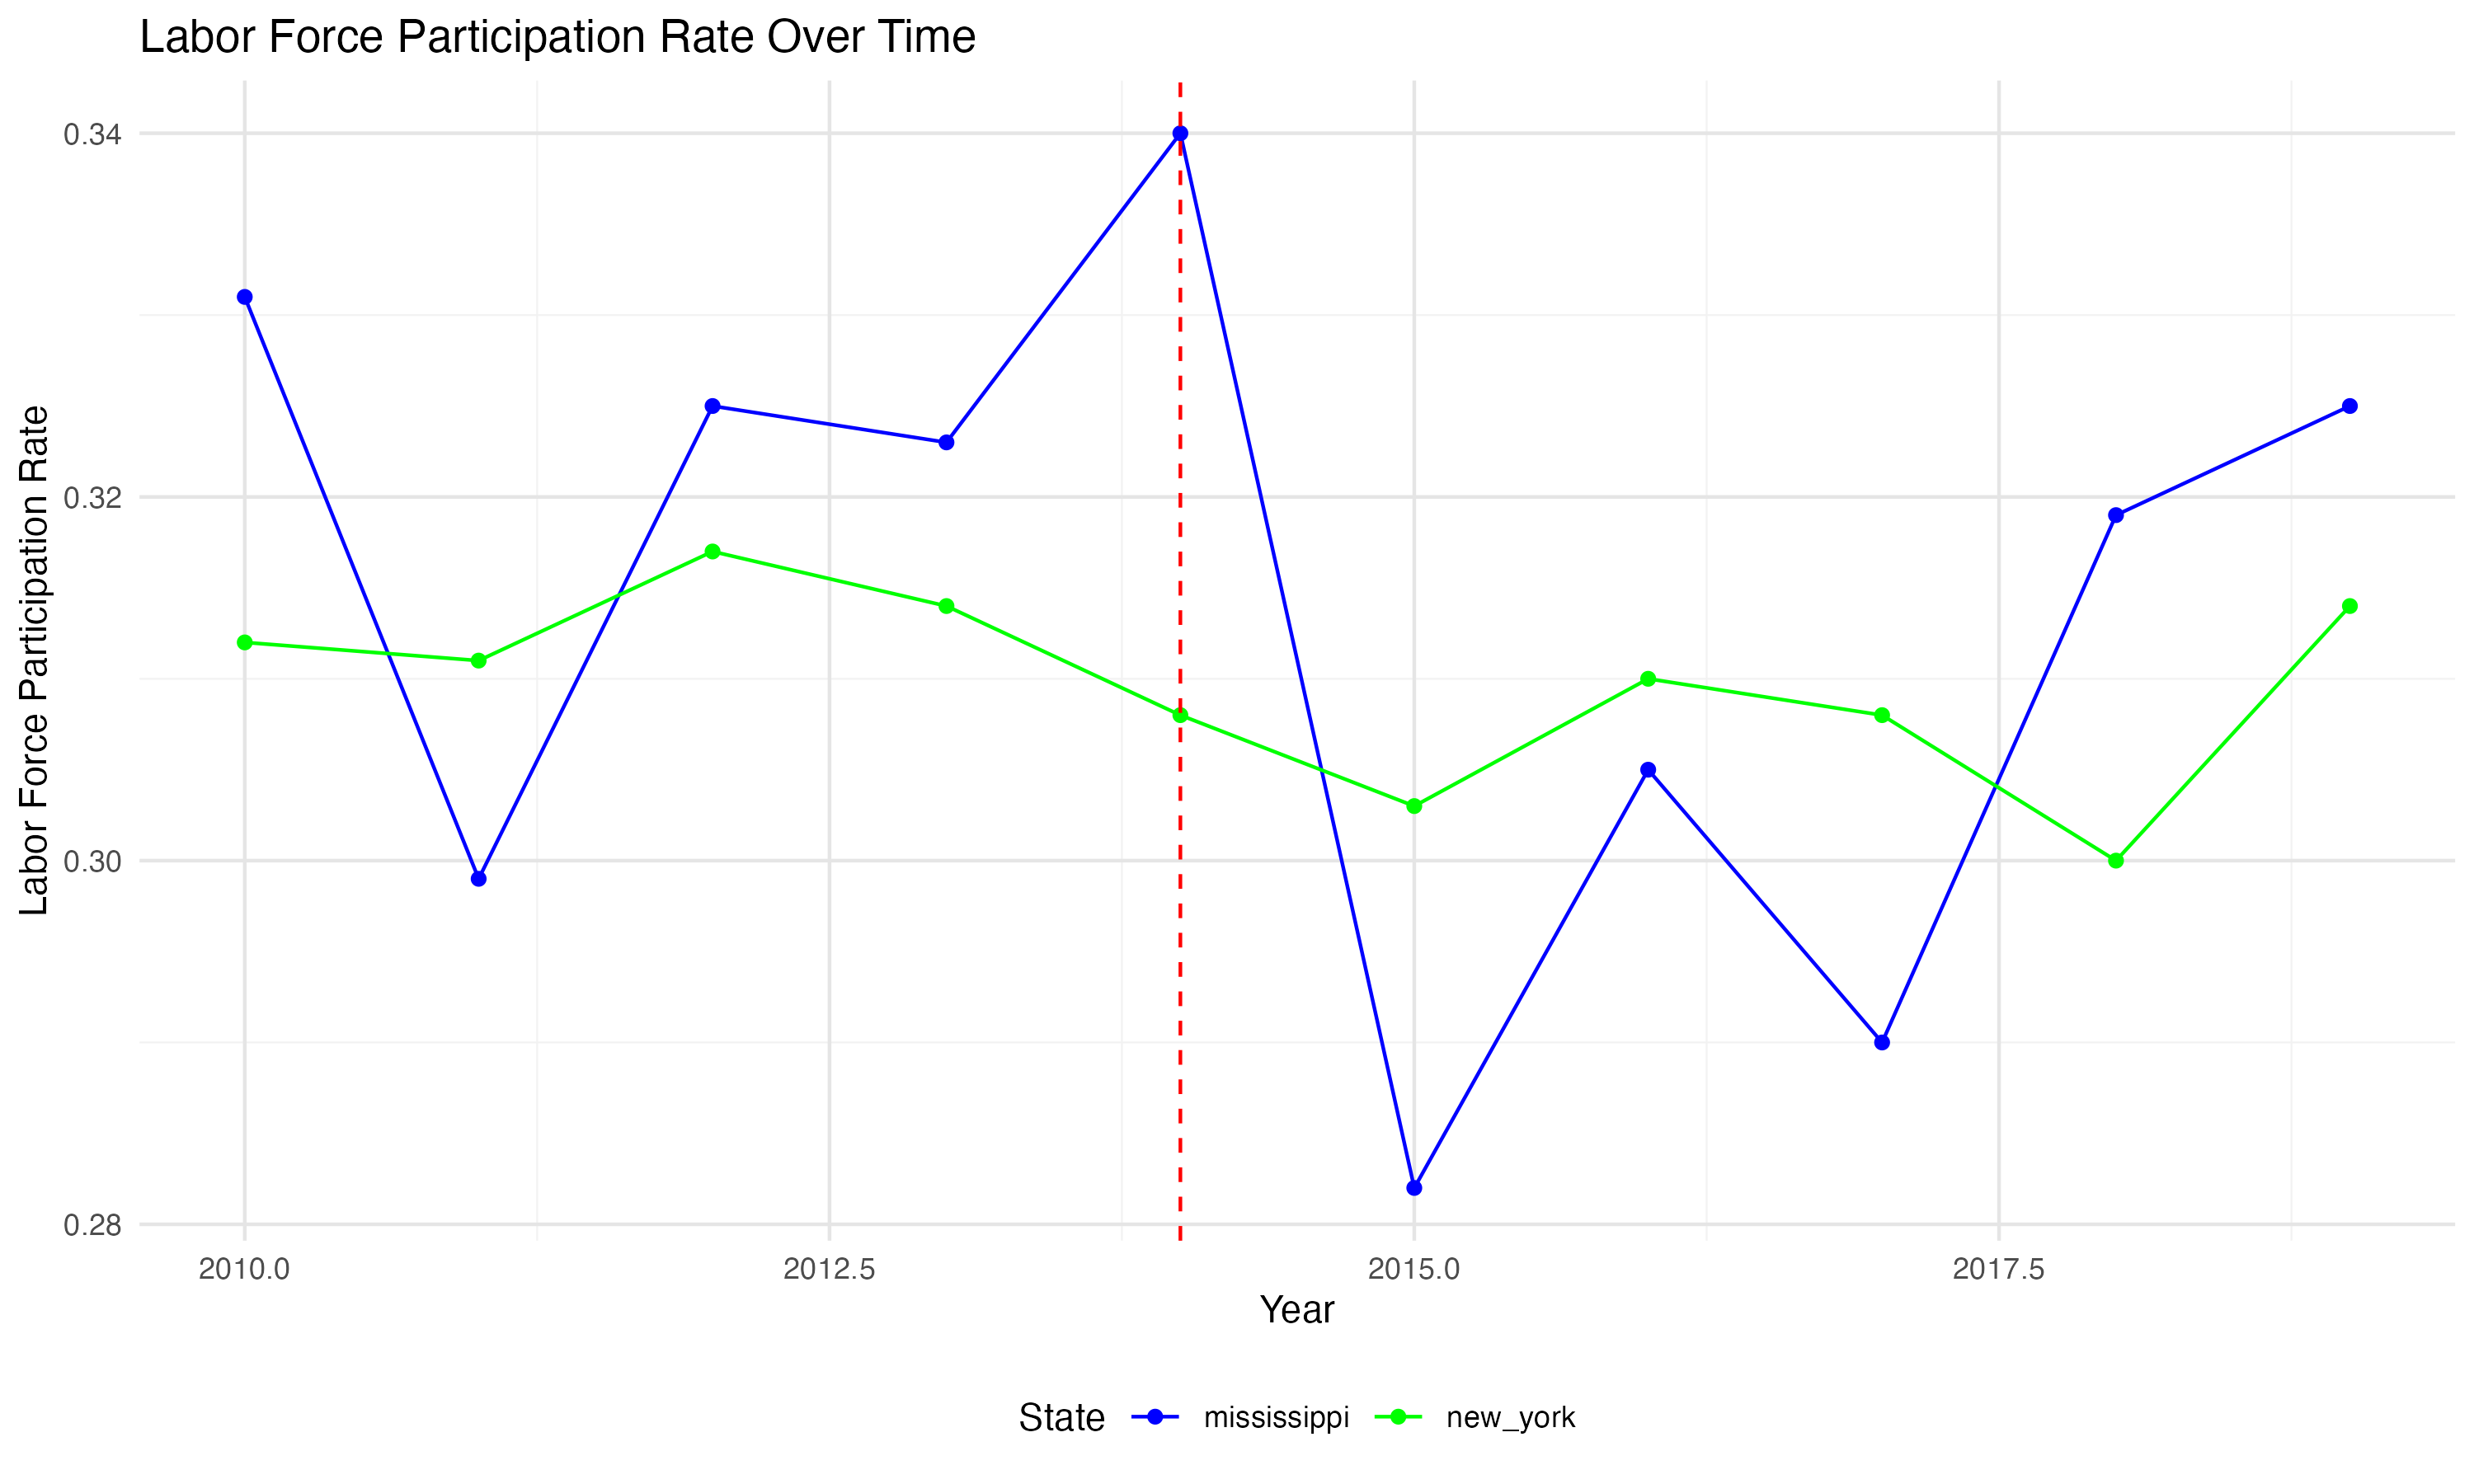 Labor Force Participation Rate Over Time
Labor Force Participation Rate
0.34
0.32
0.30
0.28
2010.0 2012.5 2015.0 2017.5
Year
State mississippi new_york